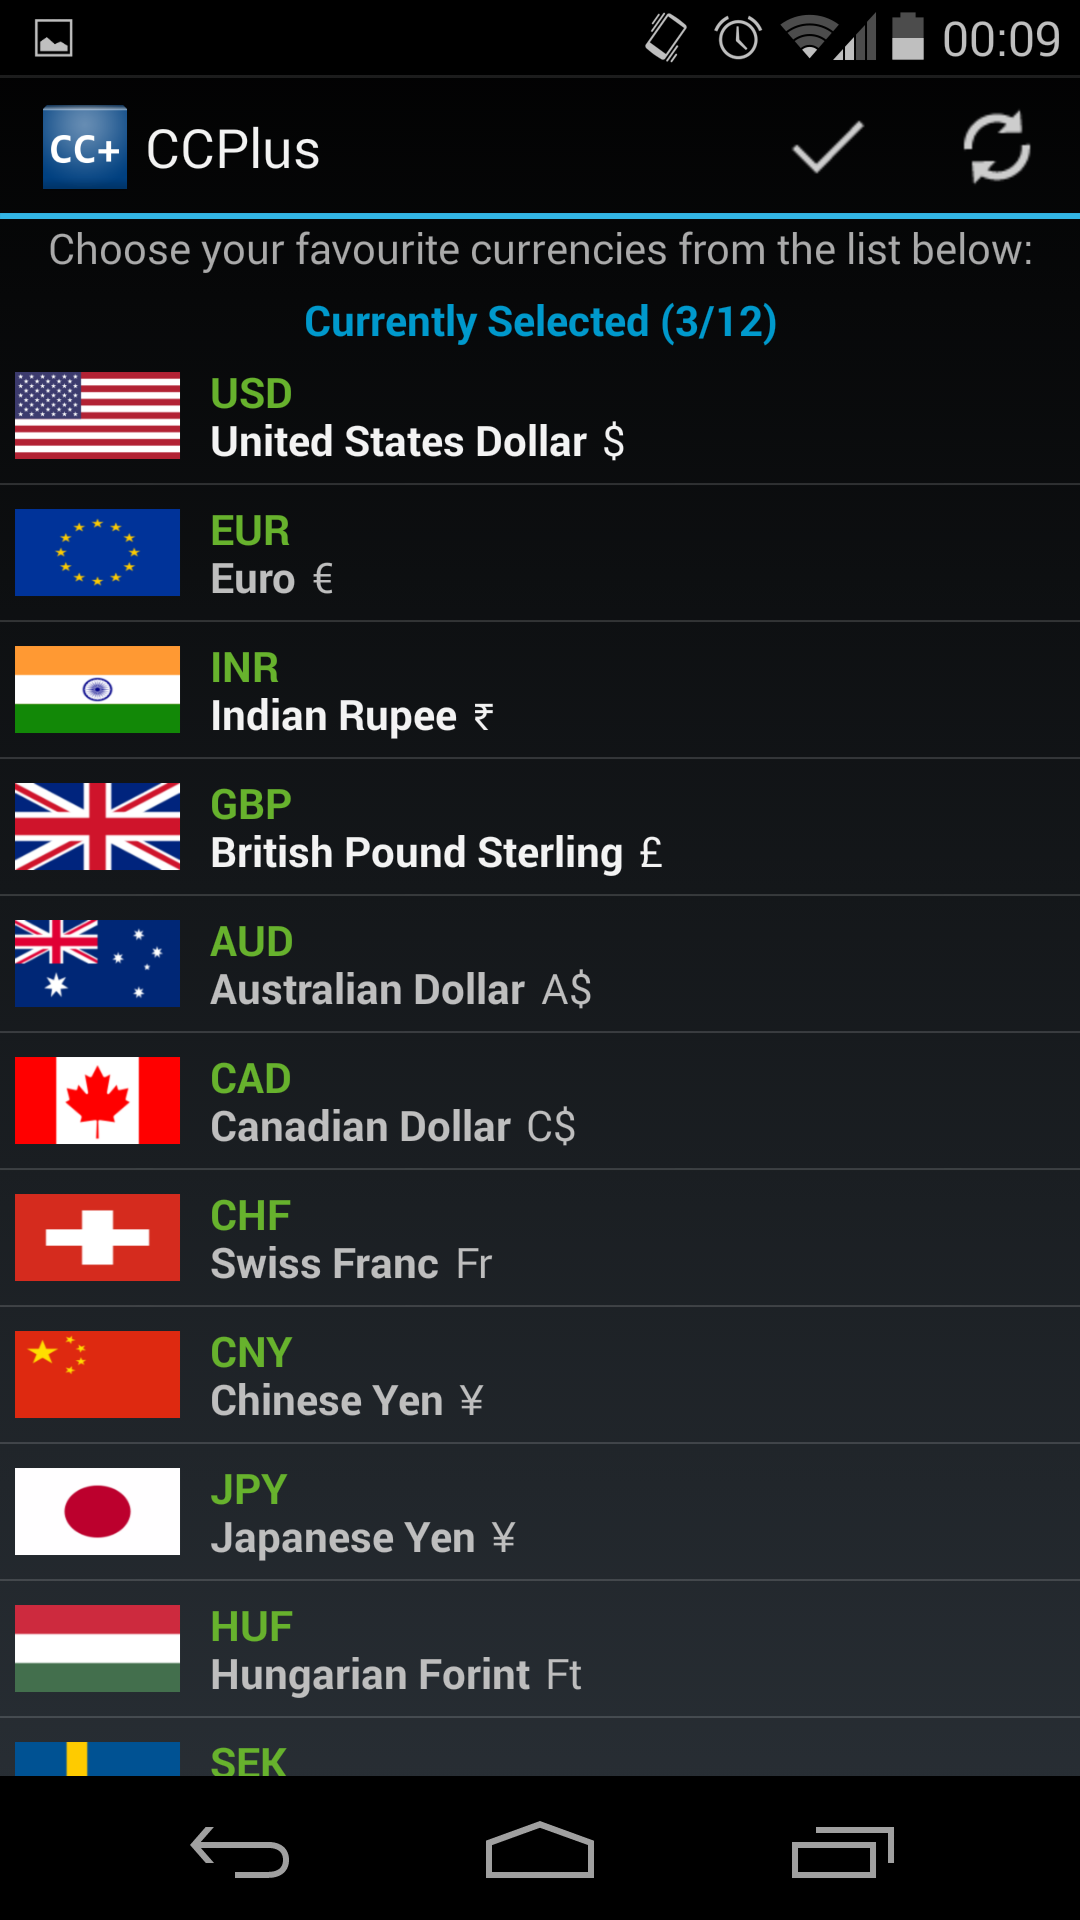 00:09
CC+ CCPlus
Choose your favourite currencies from the list below:
Currently Selected (3/12)
USD
United States Dollar $
EUR
Euro €
INR
Indian Rupee ₹
GBP
British Pound Sterling £
AUD
Australian Dollar A$
CAD
Canadian Dollar C$
CHF
Swiss Franc Fr
CNY
Chinese Yen ¥
JPY
Japanese Yen ¥
HUF
Hungarian Forint Ft
SEK